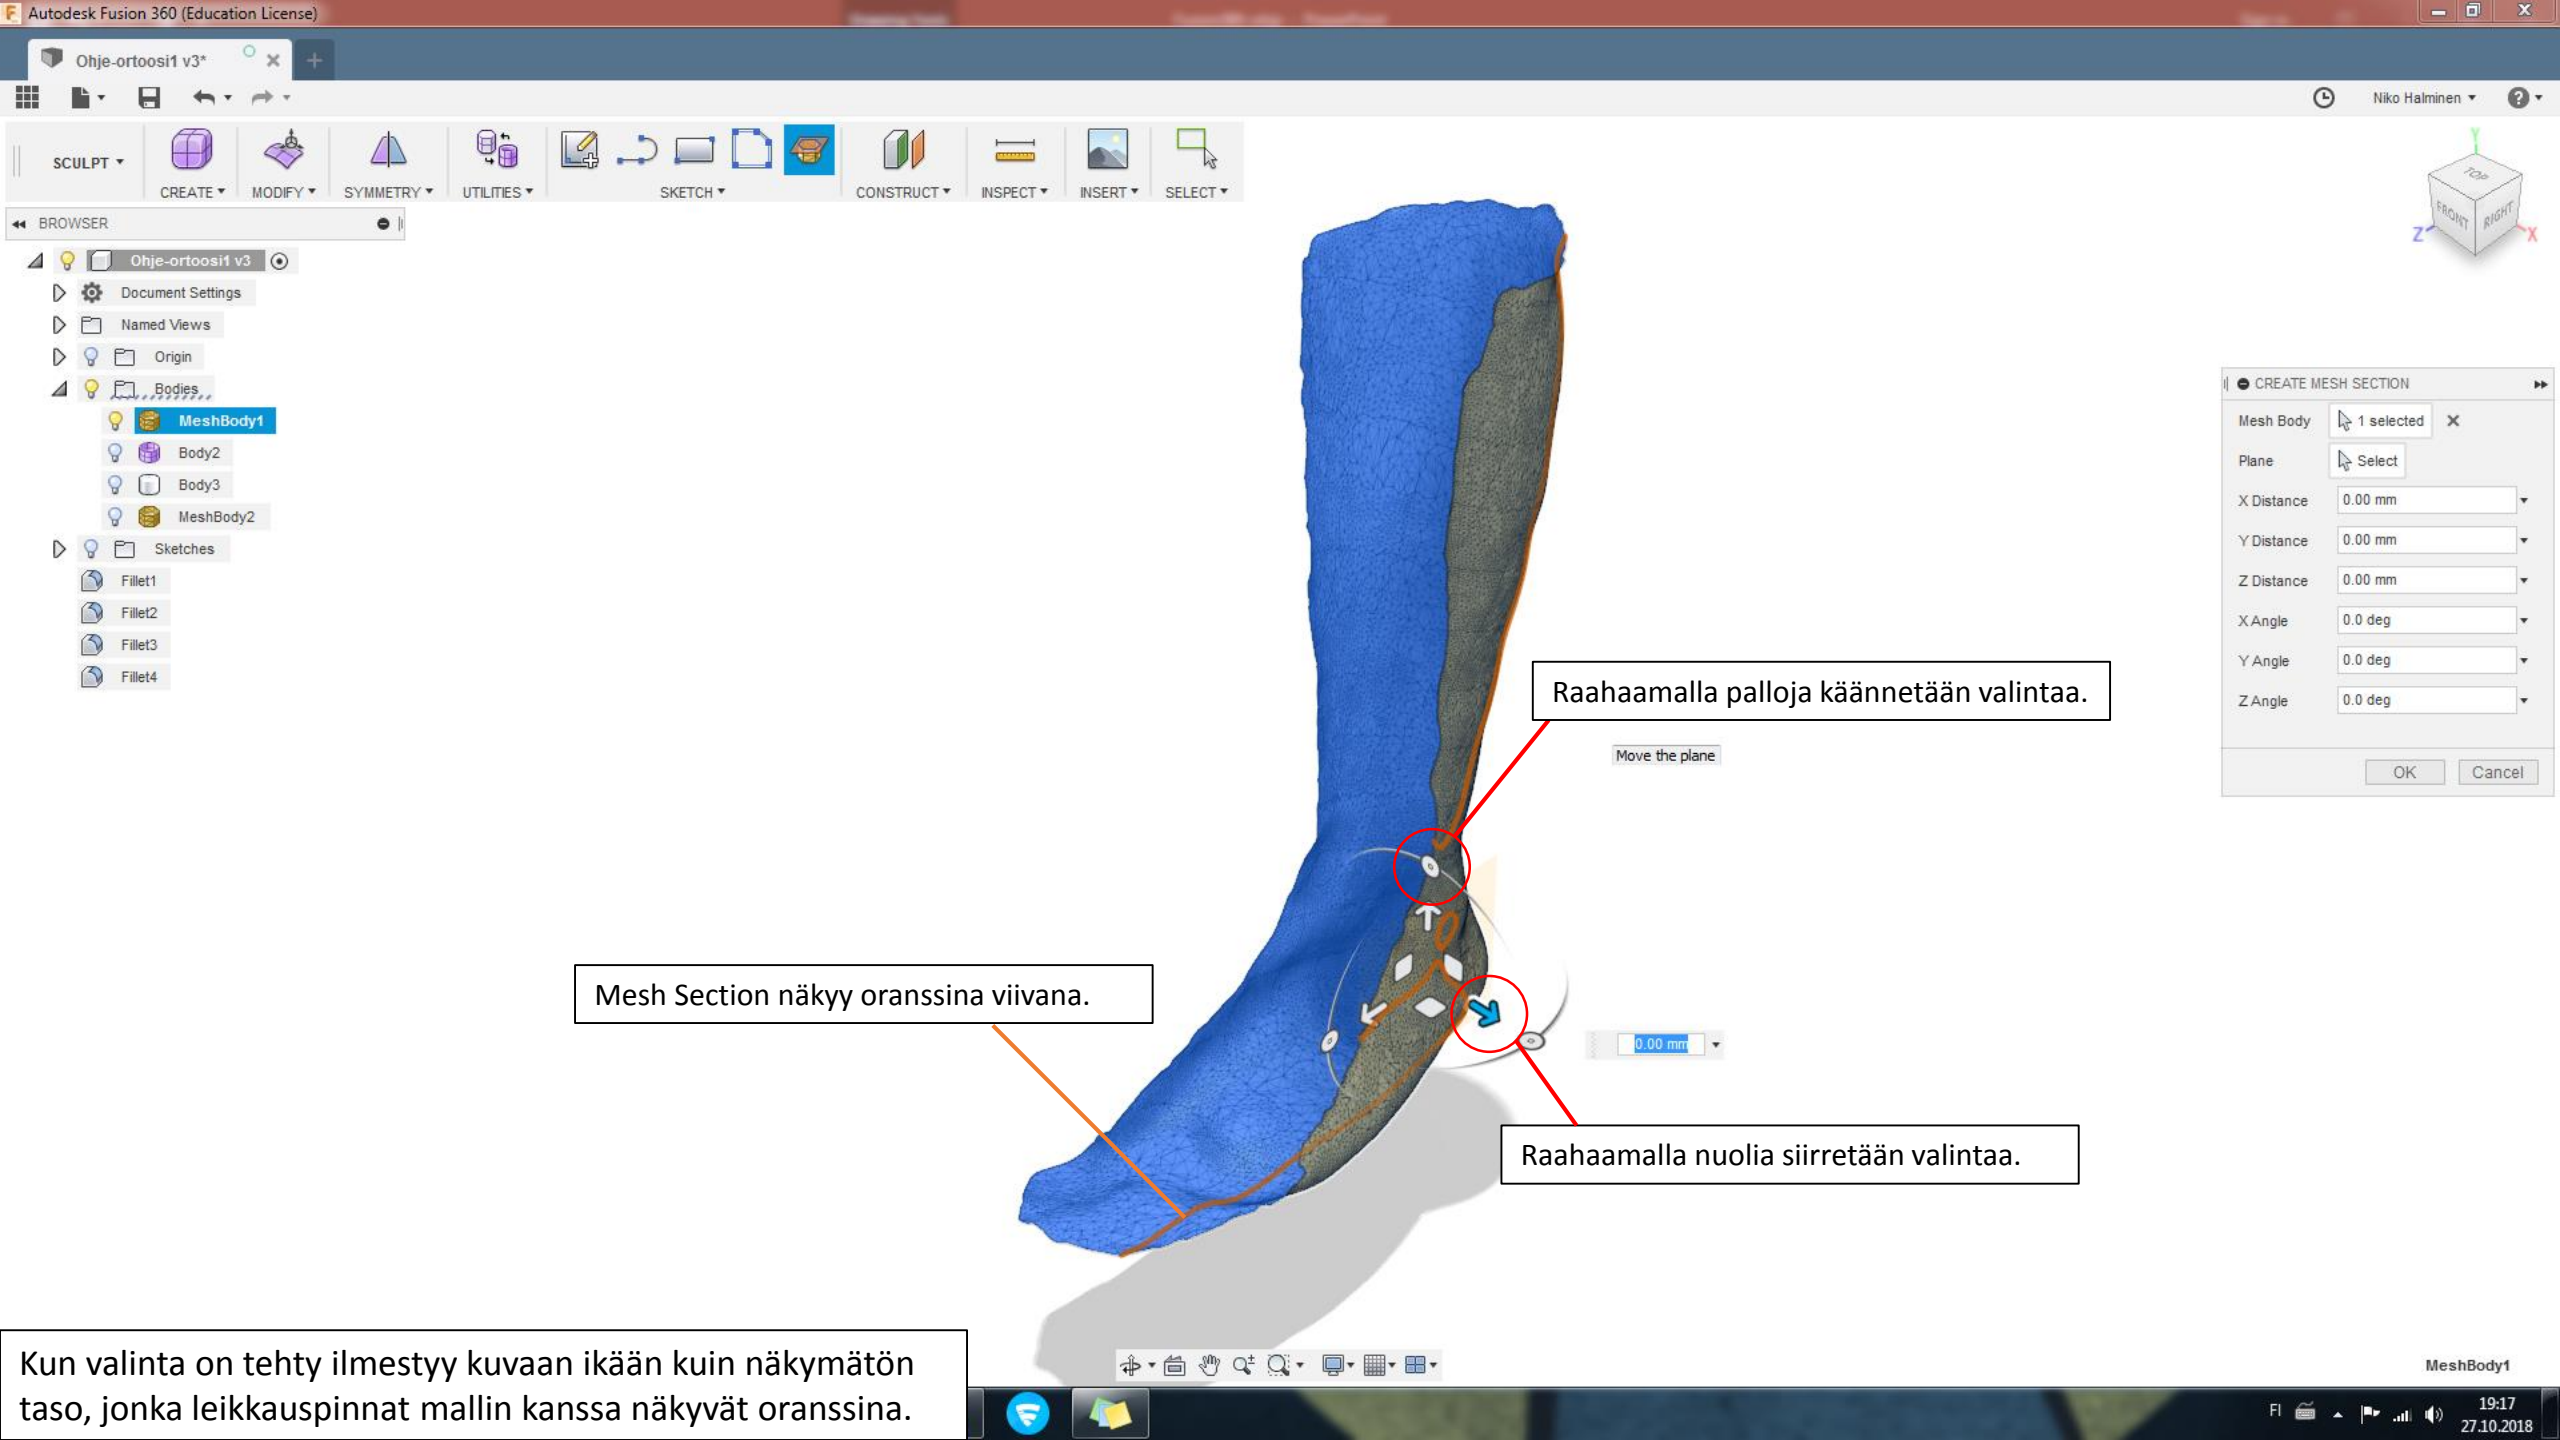 Autodesk Fusion 360 (Education License)
Ohje-ortoosi1 v3*
Niko Halminen
SCULPT
CREATE
MODIFY
SYMMETRY
UTILITIES
SKETCH
CONSTRUCT
INSPECT
INSERT
SELECT
TOP
FRONT
RIGHT
Y
Z
X
BROWSER
Ohje-ortoosi1 v3
Document Settings
Named Views
Origin
Bodies
MeshBody1
Body2
Body3
MeshBody2
Sketches
Fillet1
Fillet2
Fillet3
Fillet4
CREATE MESH SECTION
Mesh Body 1 selected
Plane Select
X Distance 0.00 mm
Y Distance 0.00 mm
Z Distance 0.00 mm
X Angle 0.0 deg
Y Angle 0.0 deg
Z Angle 0.0 deg
OK Cancel
Raahaamalla palloja käännetään valintaa.
Move the plane
Mesh Section näkyy oranssina viivana.
0.00 mm
Raahaamalla nuolia siirretään valintaa.
Kun valinta on tehty ilmestyy kuvaan ikään kuin näkymätön
taso, jonka leikkauspinnat mallin kanssa näkyvät oranssina.
MeshBody1
FI
19:17
27.10.2018